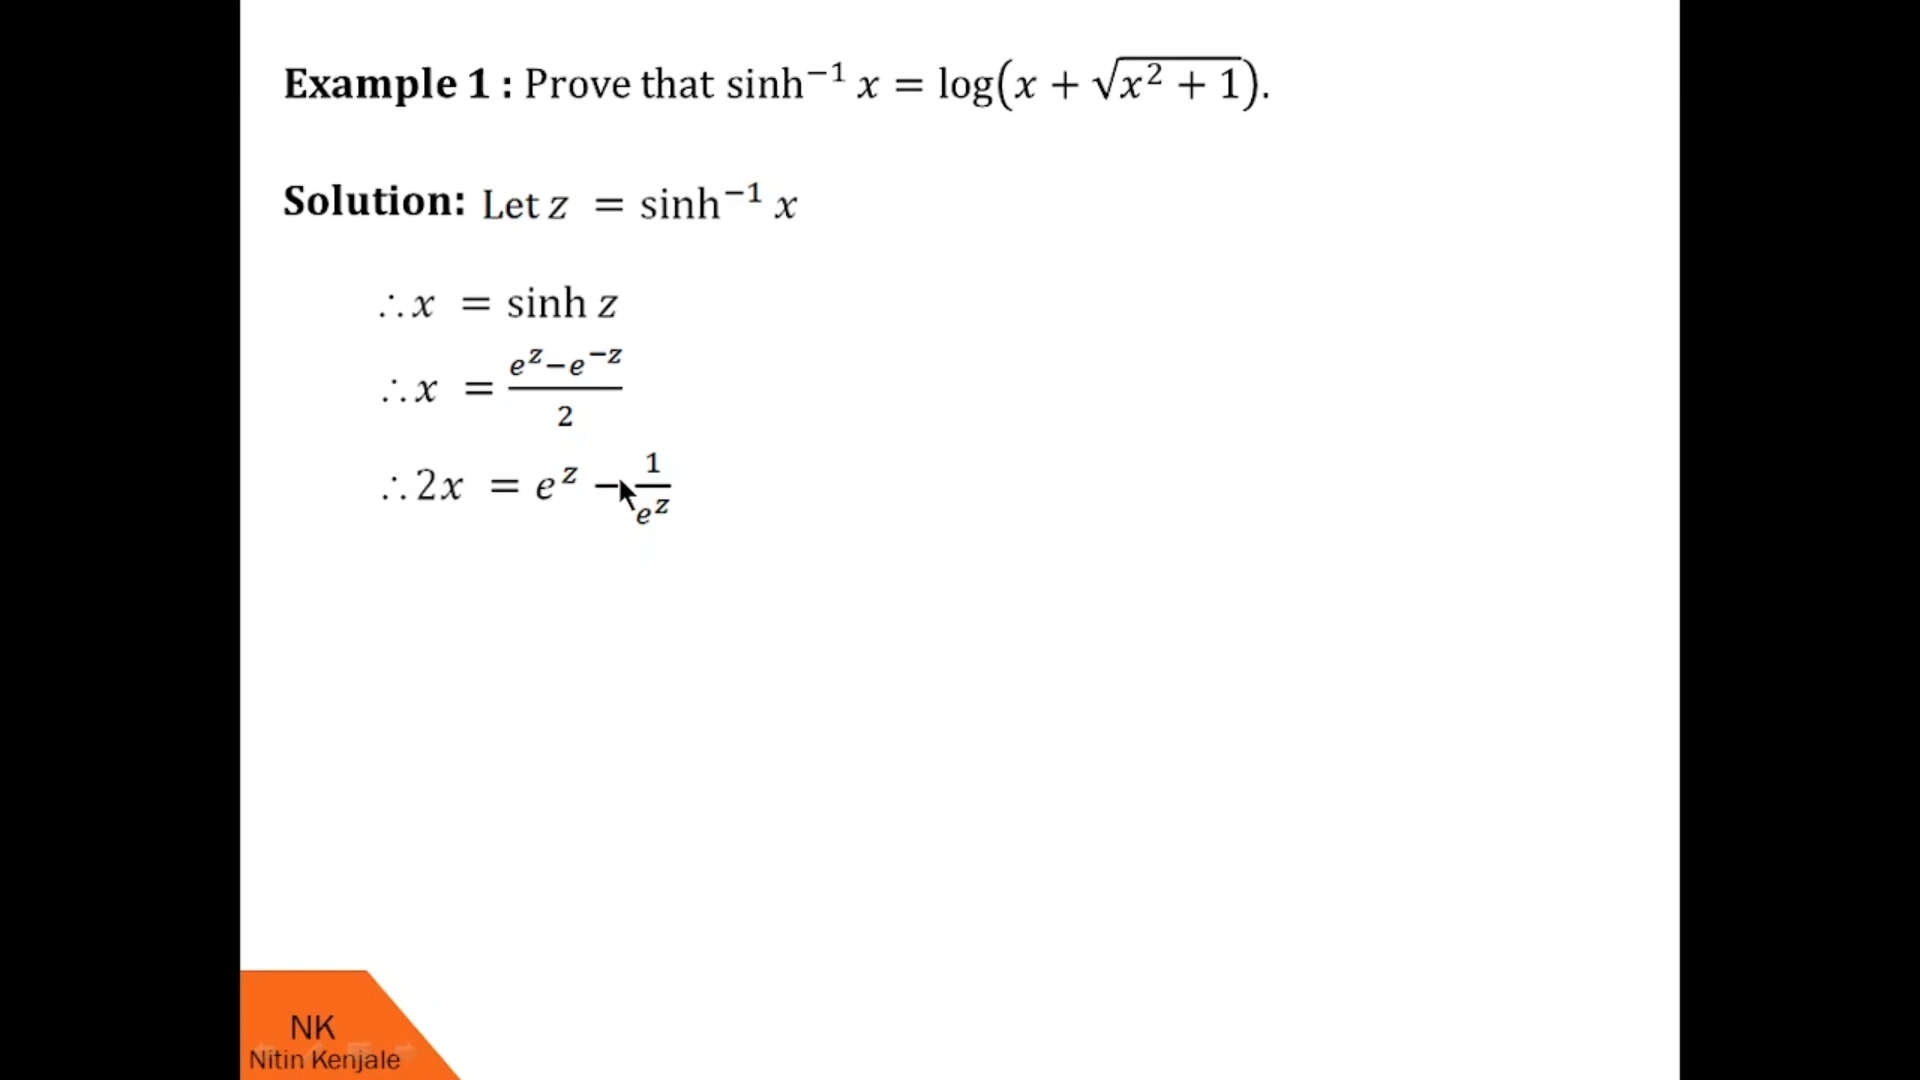 Example 1 : Prove that sinh⁻¹ x = log(x + √(x² + 1)).
Solution: Let z = sinh⁻¹ x
∴ x = sinh z
∴ x = (e^z − e^−z)/2
∴ 2x = e^z − 1/e^z
NK
Nitin Kenjale